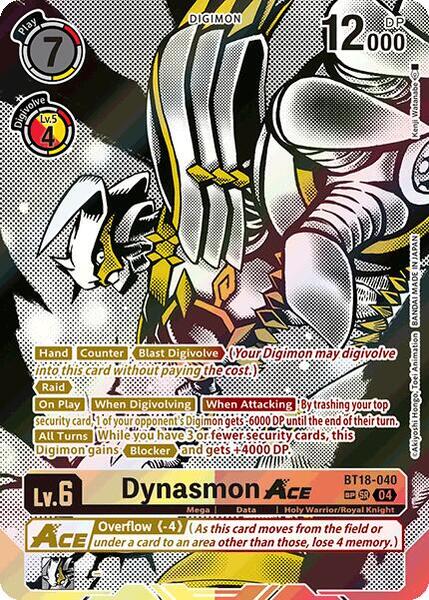 DIGIMON
Play
7
12000
DP
Digivolve
Lv.5
4
Kenji Watanabe
©Akiyoshi Hongo, Toei Animation BANDAI MADE IN JAPAN
Hand Counter Blast Digivolve (Your Digimon may digivolve
into this card without paying the cost.)
Raid
On Play When Digivolving When Attacking By trashing your top
security card, 1 of your opponent's Digimon gets -6000 DP until the end of their turn.
All Turns While you have 3 or fewer security cards, this
Digimon gains Blocker and gets +4000 DP.
Lv.6
Dynasmon ACE
BT18-040
SR 04
Mega Data Holy Warrior/Royal Knight
ACE Overflow (-4) (As this card moves from the field or
under a card to an area other than those, lose 4 memory.)